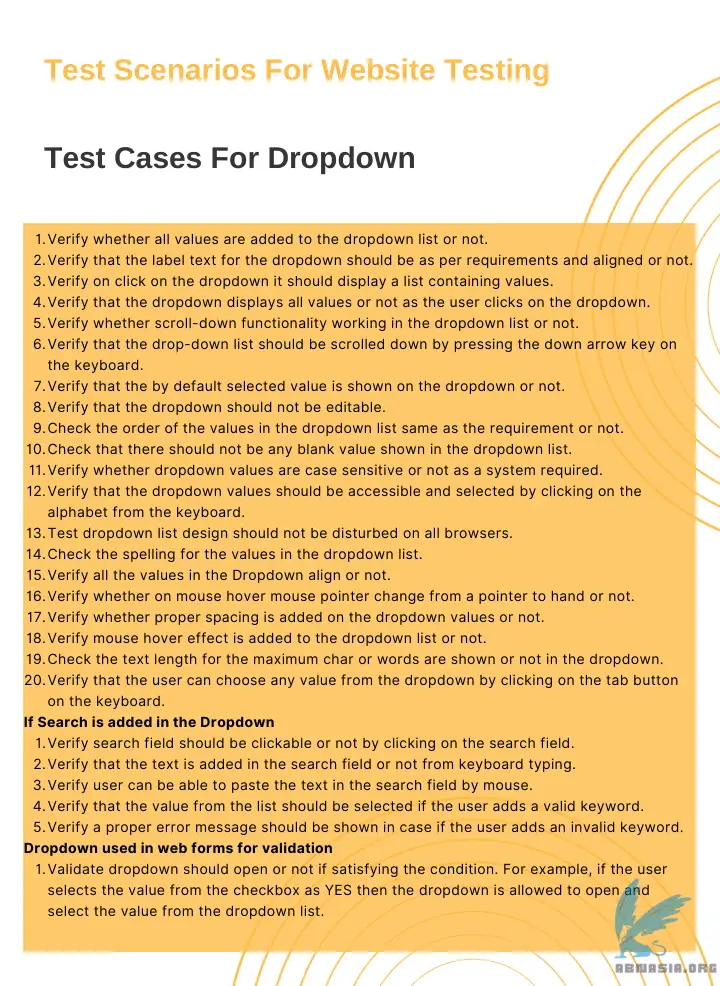 Test Scenarios For Website Testing
Test Cases For Dropdown
1. Verify whether all values are added to the dropdown list or not.
2. Verify that the label text for the dropdown should be as per requirements and aligned or not.
3. Verify on click on the dropdown it should display a list containing values.
4. Verify that the dropdown displays all values or not as the user clicks on the dropdown.
5. Verify whether scroll-down functionality working in the dropdown list or not.
6. Verify that the drop-down list should be scrolled down by pressing the down arrow key on
the keyboard.
7. Verify that the by default selected value is shown on the dropdown or not.
8. Verify that the dropdown should not be editable.
9. Check the order of the values in the dropdown list same as the requirement or not.
10. Check that there should not be any blank value shown in the dropdown list.
11. Verify whether dropdown values are case sensitive or not as a system required.
12. Verify that the dropdown values should be accessible and selected by clicking on the
alphabet from the keyboard.
13. Test dropdown list design should not be disturbed on all browsers.
14. Check the spelling for the values in the dropdown list.
15. Verify all the values in the Dropdown align or not.
16. Verify whether on mouse hover mouse pointer change from a pointer to hand or not.
17. Verify whether proper spacing is added on the dropdown values or not.
18. Verify mouse hover effect is added to the dropdown list or not.
19. Check the text length for the maximum char or words are shown or not in the dropdown.
20. Verify that the user can choose any value from the dropdown by clicking on the tab button
on the keyboard.
If Search is added in the Dropdown
1. Verify search field should be clickable or not by clicking on the search field.
2. Verify that the text is added in the search field or not from keyboard typing.
3. Verify user can be able to paste the text in the search field by mouse.
4. Verify that the value from the list should be selected if the user adds a valid keyword.
5. Verify a proper error message should be shown in case if the user adds an invalid keyword.
Dropdown used in web forms for validation
1. Validate dropdown should open or not if satisfying the condition. For example, if the user
selects the value from the checkbox as YES then the dropdown is allowed to open and
select the value from the dropdown list.
ABNASIA.ORG